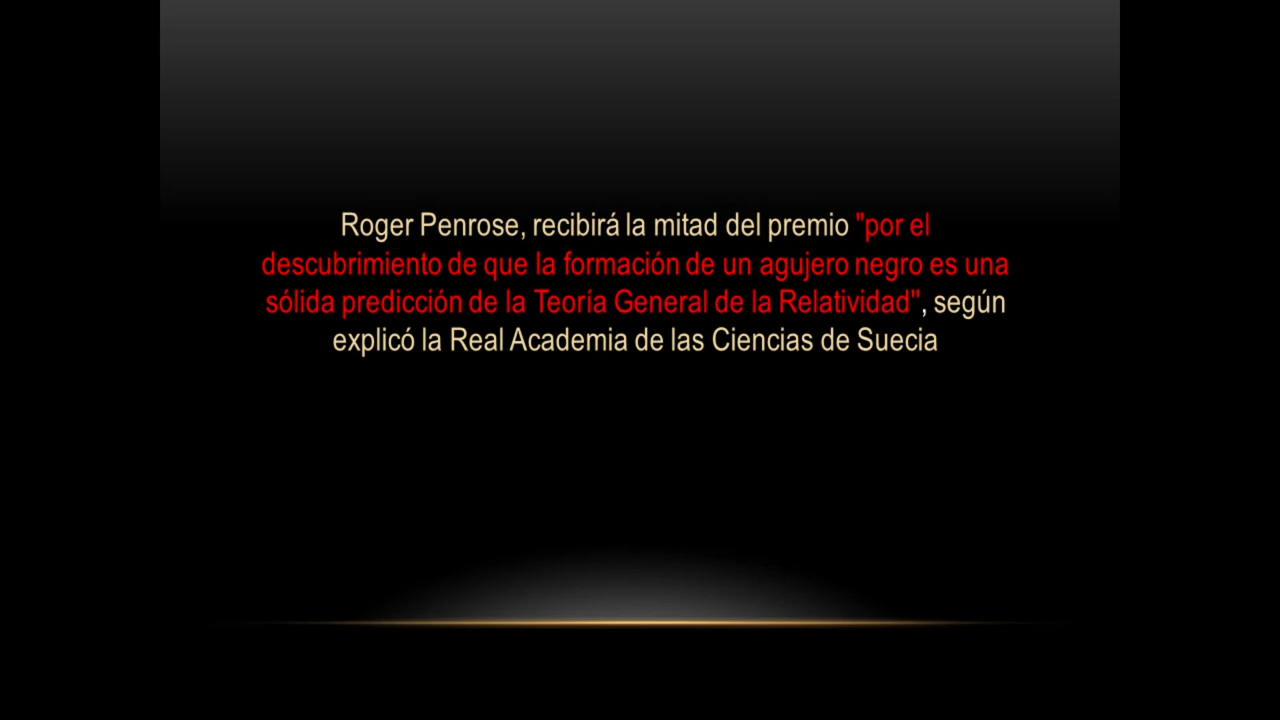 Roger Penrose, recibirá la mitad del premio "por el
descubrimiento de que la formación de un agujero negro es una
sólida predicción de la Teoría General de la Relatividad", según
explicó la Real Academia de las Ciencias de Suecia